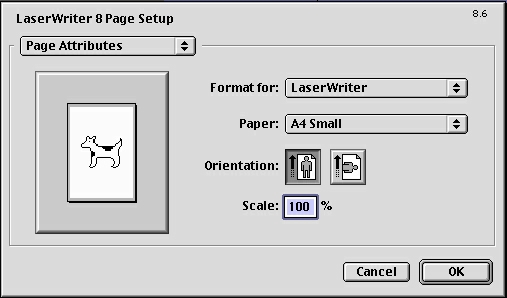 LaserWriter 8 Page Setup
8.6
Page Attributes
Format for: LaserWriter
Paper: A4 Small
Orientation:
Scale: 100 %
Cancel OK